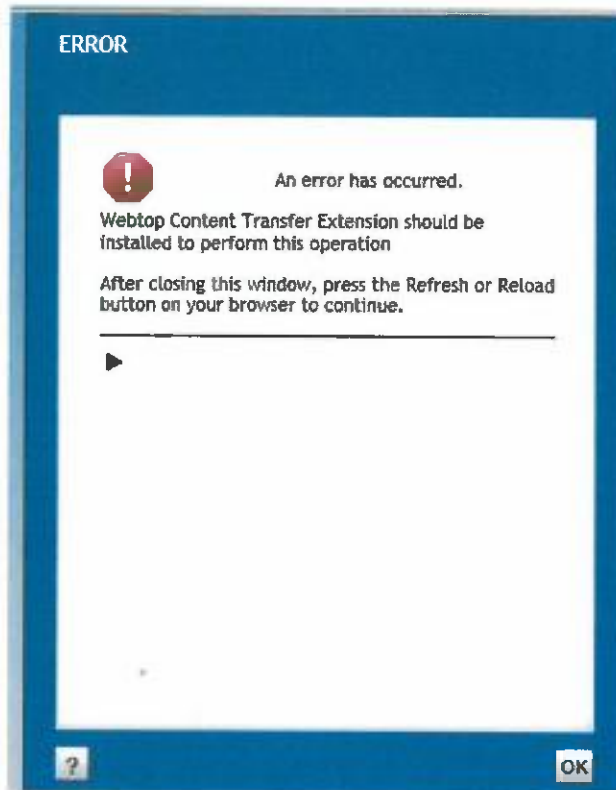 ERROR
!
An error has occurred.
Webtop Content Transfer Extension should be
installed to perform this operation
After closing this window, press the Refresh or Reload
button on your browser to continue.
?
OK